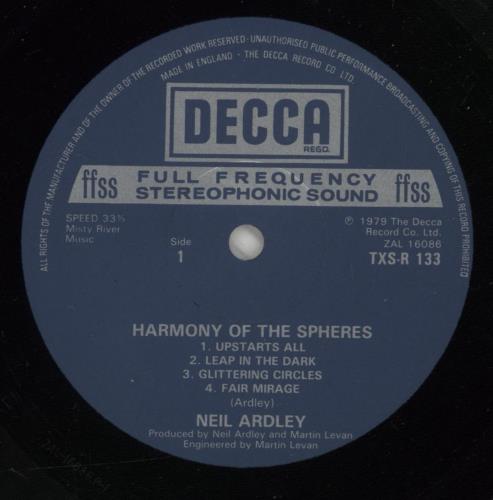 ALL RIGHTS OF THE MANUFACTURER AND OF THE OWNER OF THE RECORDED WORK RESERVED · UNAUTHORISED PUBLIC PERFORMANCE BROADCASTING AND COPYING OF THIS RECORD PROHIBITED
MADE IN ENGLAND · THE DECCA RECORD CO LTD.
DECCA
REGD.
ffss FULL FREQUENCY ffss
STEREOPHONIC SOUND
SPEED 33⅓
Misty River
Music
Side
1
℗ 1979 The Decca
Record Co. Ltd.
ZAL 16086
TXS-R 133
HARMONY OF THE SPHERES
1. UPSTARTS ALL
2. LEAP IN THE DARK
3. GLITTERING CIRCLES
4. FAIR MIRAGE
(Ardley)
NEIL ARDLEY
Produced by Neil Ardley and Martin Levan
Engineered by Martin Levan